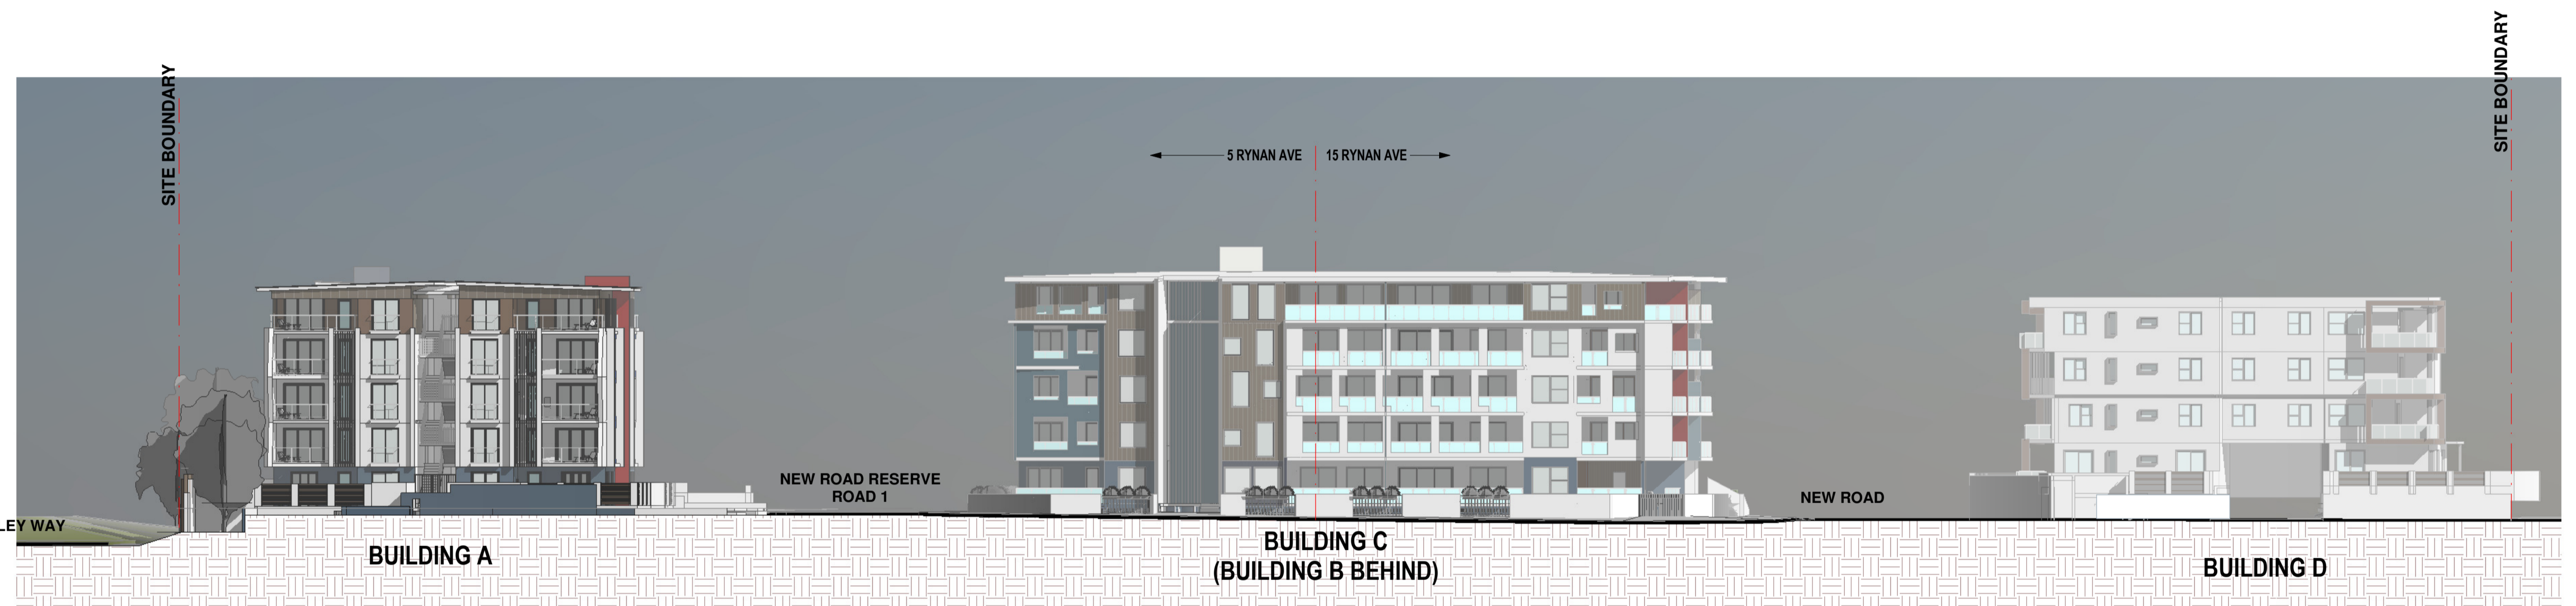 SITE BOUNDARY
SITE BOUNDARY
5 RYNAN AVE
15 RYNAN AVE
NEW ROAD RESERVE
ROAD 1
NEW ROAD
LEY WAY
BUILDING A
BUILDING C
(BUILDING B BEHIND)
BUILDING D